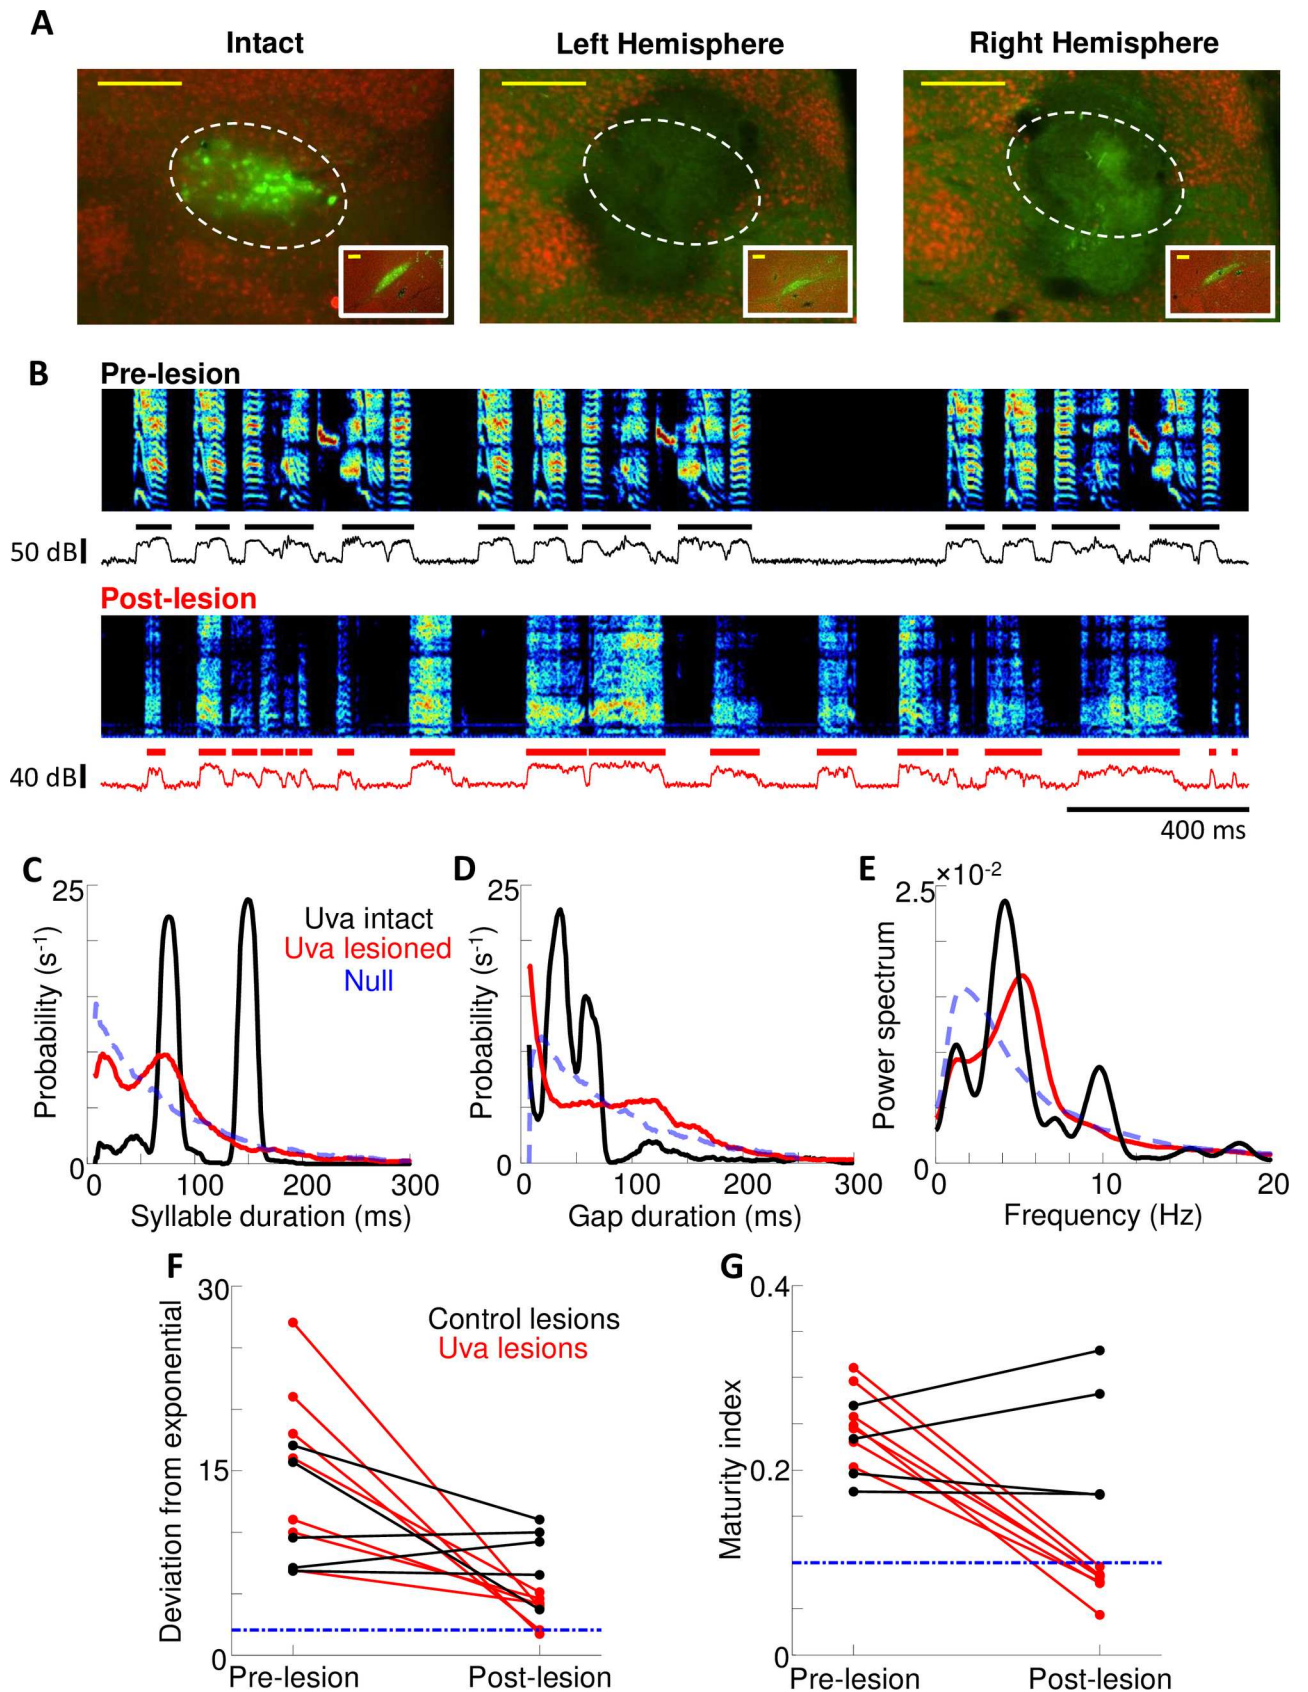 A
Intact
Left Hemisphere
Right Hemisphere
B
Pre-lesion
50 dB
Post-lesion
40 dB
400 ms
C
25
Probability (s-1)
0
0
100
200
300
Syllable duration (ms)
Uva intact
Uva lesioned
Null
D
25
Probability (s-1)
0
0
100
200
300
Gap duration (ms)
E
2.5
×10-2
Power spectrum
0
0
10
20
Frequency (Hz)
F
30
Deviation from exponential
15
0
Pre-lesion
Post-lesion
Control lesions
Uva lesions
G
0.4
Maturity index
0.2
0
Pre-lesion
Post-lesion